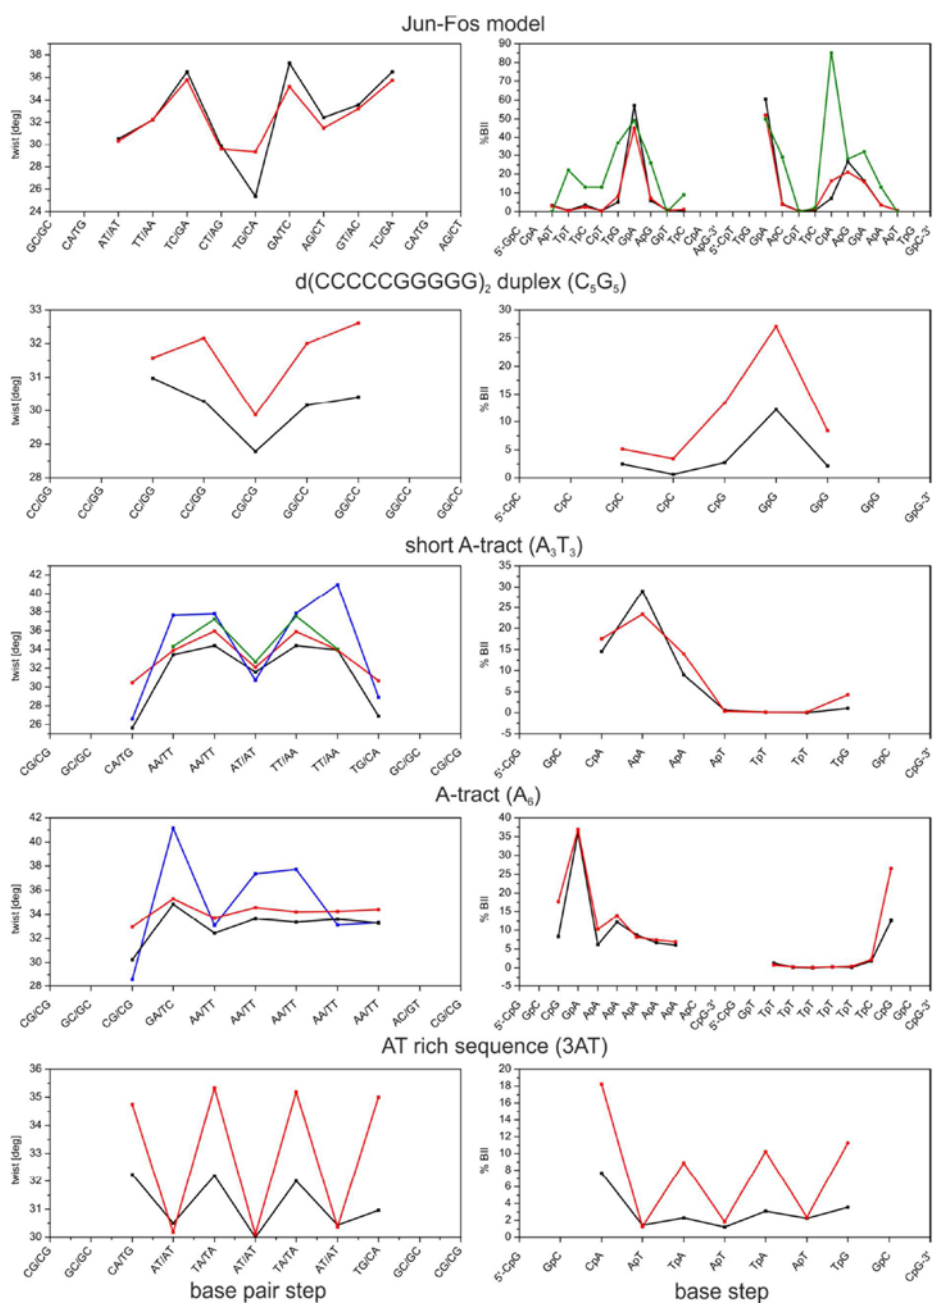 Jun-Fos model
twist [deg]
38
36
34
32
30
28
26
24
GC/GC
CA/TG
AT/AT
TT/AA
TC/GA
CT/AG
TG/CA
GA/TC
AG/CT
GT/AC
TC/GA
CA/TG
AG/CT
%BII
90
80
70
60
50
40
30
20
10
0
5'-GpC
CpA
ApT
TpT
TpC
CpT
TpG
GpA
ApG
GpT
TpC
CpA
ApG-3'
5'-CpT
TpG
GpA
ApC
CpT
TpC
CpA
ApG
GpA
ApA
ApT
TpG
GpC-3'
d(CCCCCGGGGG)₂ duplex (C₅G₅)
twist [deg]
33
32
31
30
29
28
CC/GG
CC/GG
CC/GG
CC/GG
CG/CG
GG/CC
GG/CC
GG/CC
GG/CC
% BII
30
25
20
15
10
5
0
5'-CpC
CpC
CpC
CpC
CpG
GpG
GpG
GpG
GpG-3'
short A-tract (A₃T₃)
twist [deg]
42
40
38
36
34
32
30
28
26
CG/CG
GC/GC
CA/TG
AA/TT
AA/TT
AT/AT
TT/AA
TT/AA
TG/CA
GC/GC
CG/CG
% BII
35
30
25
20
15
10
5
0
-5
5'-CpG
GpC
CpA
ApA
ApA
ApT
TpT
TpT
TpG
GpC
CpG-3'
A-tract (A₆)
twist [deg]
42
40
38
36
34
32
30
28
CG/CG
GC/GC
CG/CG
GA/TC
AA/TT
AA/TT
AA/TT
AA/TT
AA/TT
AC/GT
CG/CG
% BII
40
35
30
25
20
15
10
5
0
-5
5'-CpG
GpC
CpG
GpA
ApA
ApA
ApA
ApA
ApA
ApC
CpG-3'
5'-CpG
GpT
TpT
TpT
TpT
TpT
TpT
TpC
CpG
GpC
CpG-3'
AT rich sequence (3AT)
twist [deg]
36
35
34
33
32
31
30
CG/CG
GC/GC
CA/TG
AT/AT
TA/TA
AT/AT
TA/TA
AT/AT
TG/CA
GC/GC
CG/CG
base pair step
% BII
20
18
16
14
12
10
8
6
4
2
0
5'-CpG
GpC
CpA
ApT
TpA
ApT
TpA
ApT
TpG
GpC
CpG-3'
base step